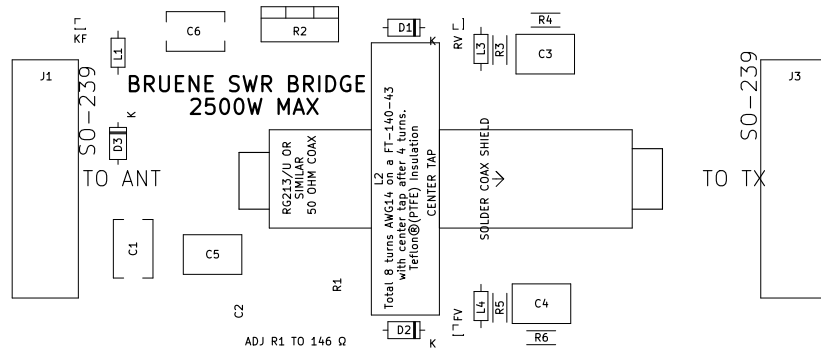 KF
L1
C6
R2
D1
K
RV
L3
R3
R4
C3
J1
SO-239
BRUENE SWR BRIDGE
2500W MAX
J3
SO-239
K
D3
TO ANT
RG213/U OR
SIMILAR
50 OHM COAX
L2
Total 8 turns AWG14 on a FT-140-43
with center tap after 4 turns.
Teflon®(PTFE) Insulation
CENTER TAP
SOLDER COAX SHIELD
TO TX
C1
C5
C2
R1
ADJ R1 TO 146 Ω
D2
K
FV
L4
R5
C4
R6